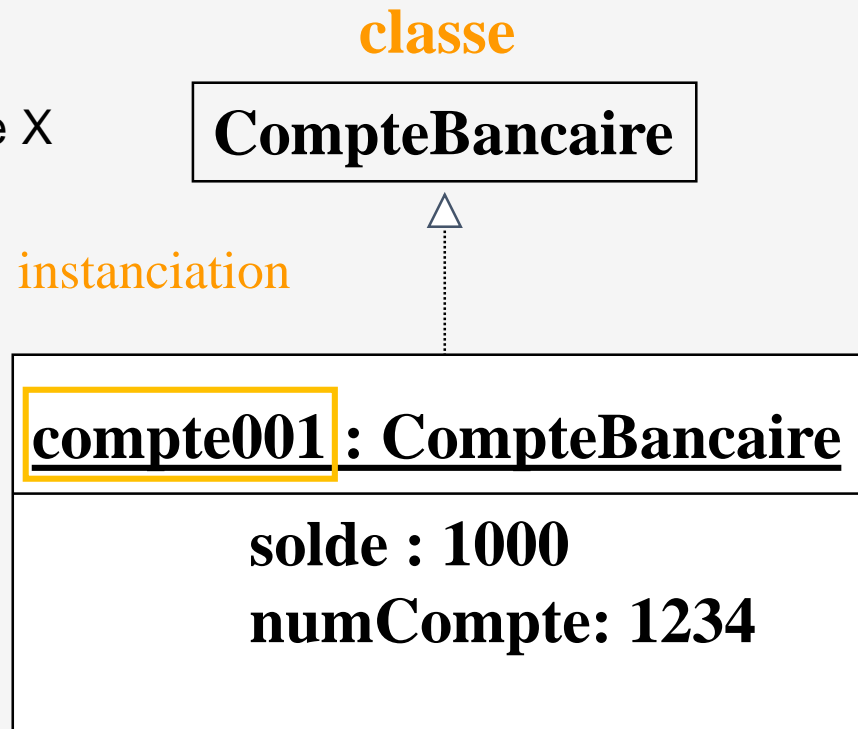 classe
e X
CompteBancaire
instanciation
compte001 : CompteBancaire
solde : 1000
numCompte: 1234